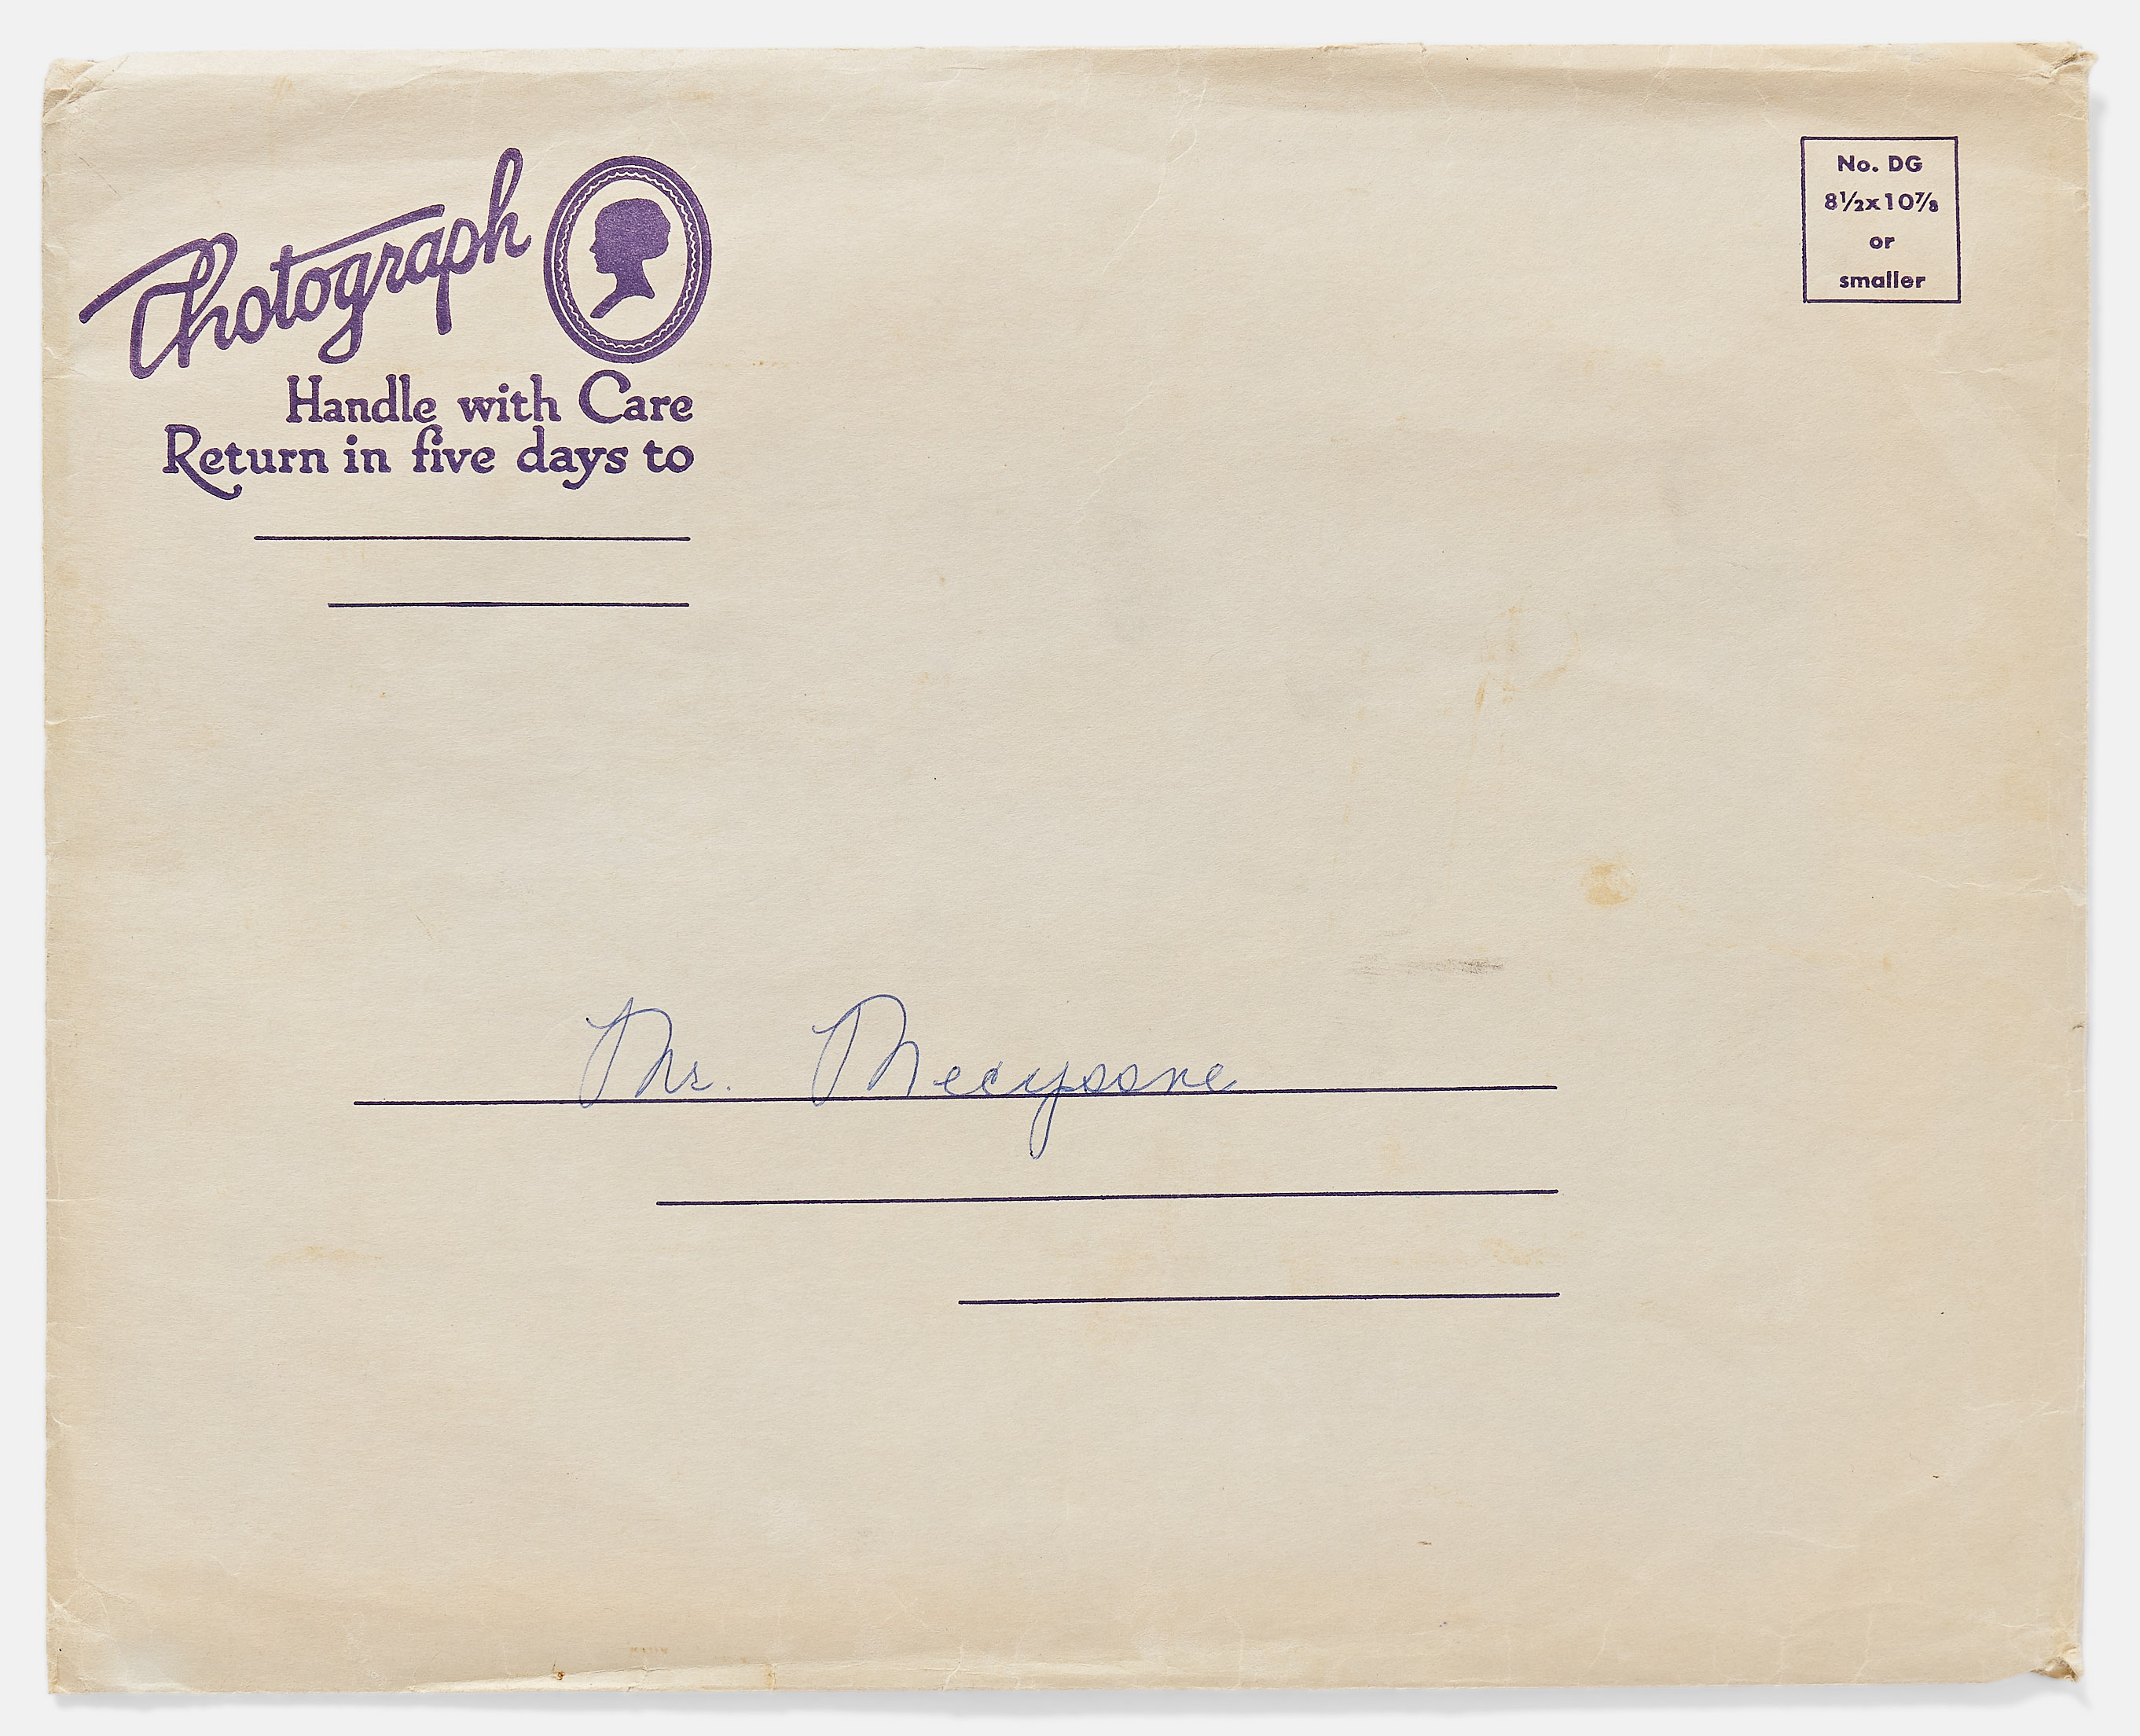 Photograph
Handle with Care
Return in five days to
No. DG
8½x10⅞
or
smaller
Mr.